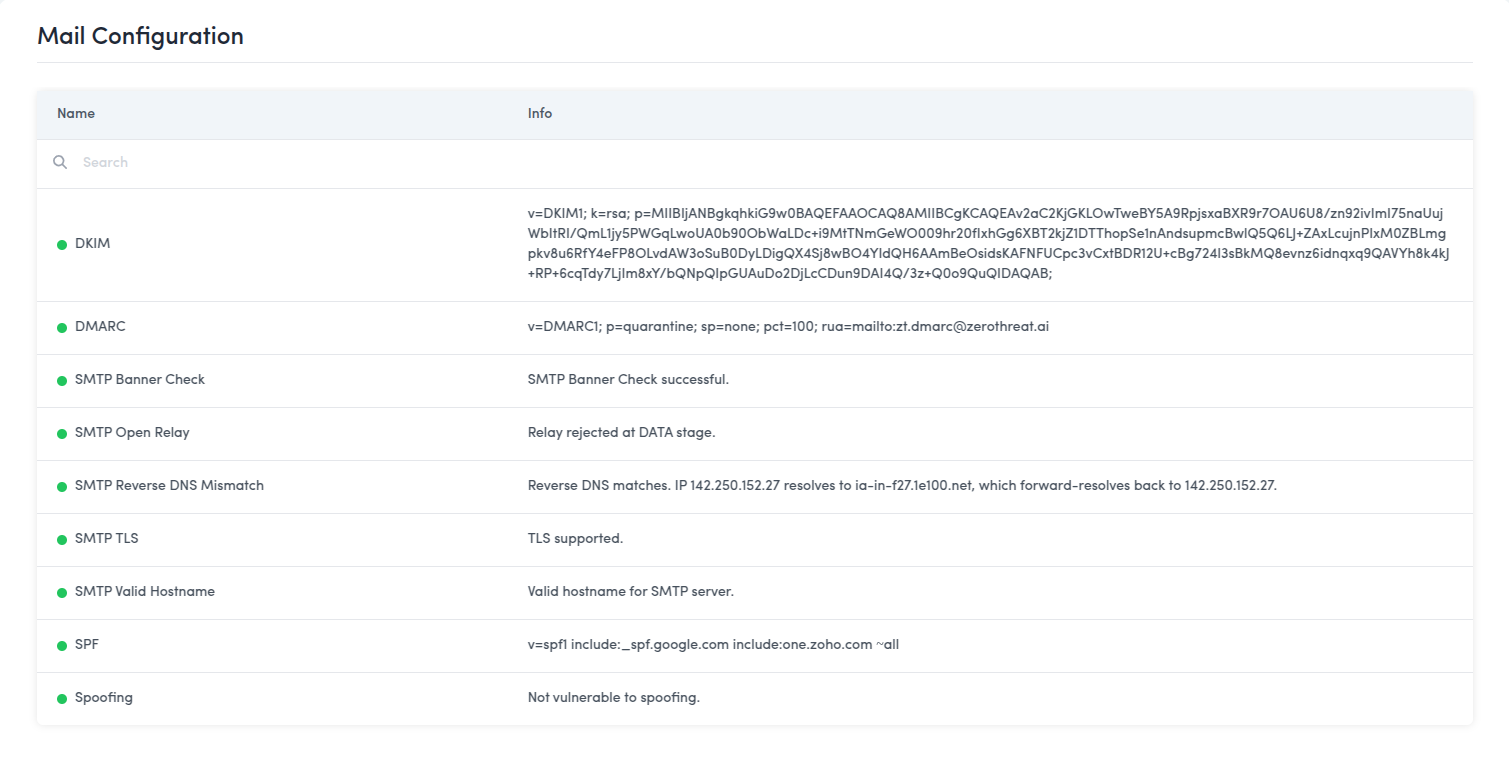 Mail Configuration
Name Info
Search
v=DKIM1; k=rsa; p=MIIBIjANBgkqhkiG9w0BAQEFAAOCAQ8AMIIBCgKCAQEAv2aC2KjGKLOwTweBY5A9RpjsxaBXR9r7OAU6U8/zn92ivImI75naUuj
WbItRI/QmL1jy5PWGqLwoUA0b90ObWaLDc+i9MtTNmGeWO009hr20fIxhGg6XBT2kjZ1DTThopSe1nAndsupmcBwIQ5Q6LJ+ZAxLcujnPIxM0ZBLmg
DKIM
pkv8u6RfY4eFP8OLvdAW3oSuB0DyLDigQX4Sj8wBO4YIdQH6AAmBeOsidsKAFNFUCpc3vCxtBDR12U+cBg724I3sBkMQ8evnz6idnqxq9QAVYh8k4kJ
+RP+6cqTdy7LjIm8xY/bQNpQIpGUAuDo2DjLcCDun9DAI4Q/3z+Q0o9QuQIDAQAB;
DMARC v=DMARC1; p=quarantine; sp=none; pct=100; rua=mailto:zt.dmarc@zerothreat.ai
SMTP Banner Check SMTP Banner Check successful.
SMTP Open Relay Relay rejected at DATA stage.
SMTP Reverse DNS Mismatch Reverse DNS matches. IP 142.250.152.27 resolves to ia-in-f27.1e100.net, which forward-resolves back to 142.250.152.27.
SMTP TLS TLS supported.
SMTP Valid Hostname Valid hostname for SMTP server.
SPF v=spf1 include:_spf.google.com include:one.zoho.com ~all
Spoofing Not vulnerable to spoofing.